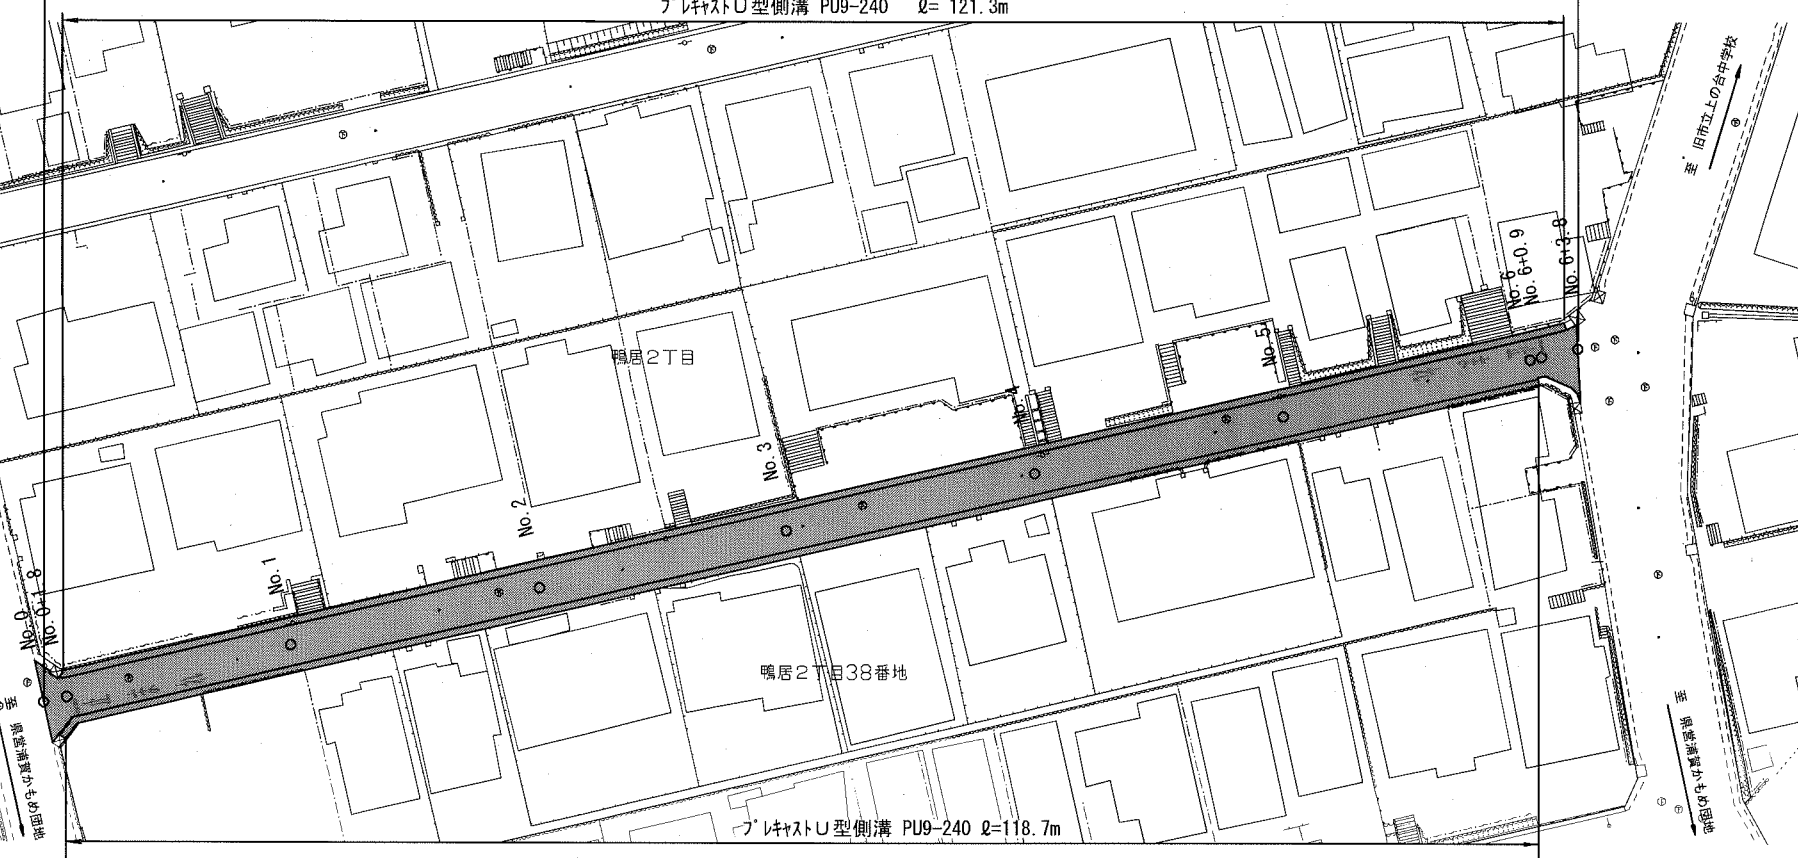 プレキャストU型側溝 PU9-240 ℓ= 121.3m
至 旧市立上の台中学校
No. 6
No. 6+0.9
No. 6+3.8
鴨居2丁目
No. 5
No. 4
No. 3
No. 2
No. 1
No. 0
No. 0+1.8
鴨居2丁目38番地
至 県営浦賀かもめ団地
至 県営浦賀かもめ団地
プレキャストU型側溝 PU9-240 ℓ=118.7m